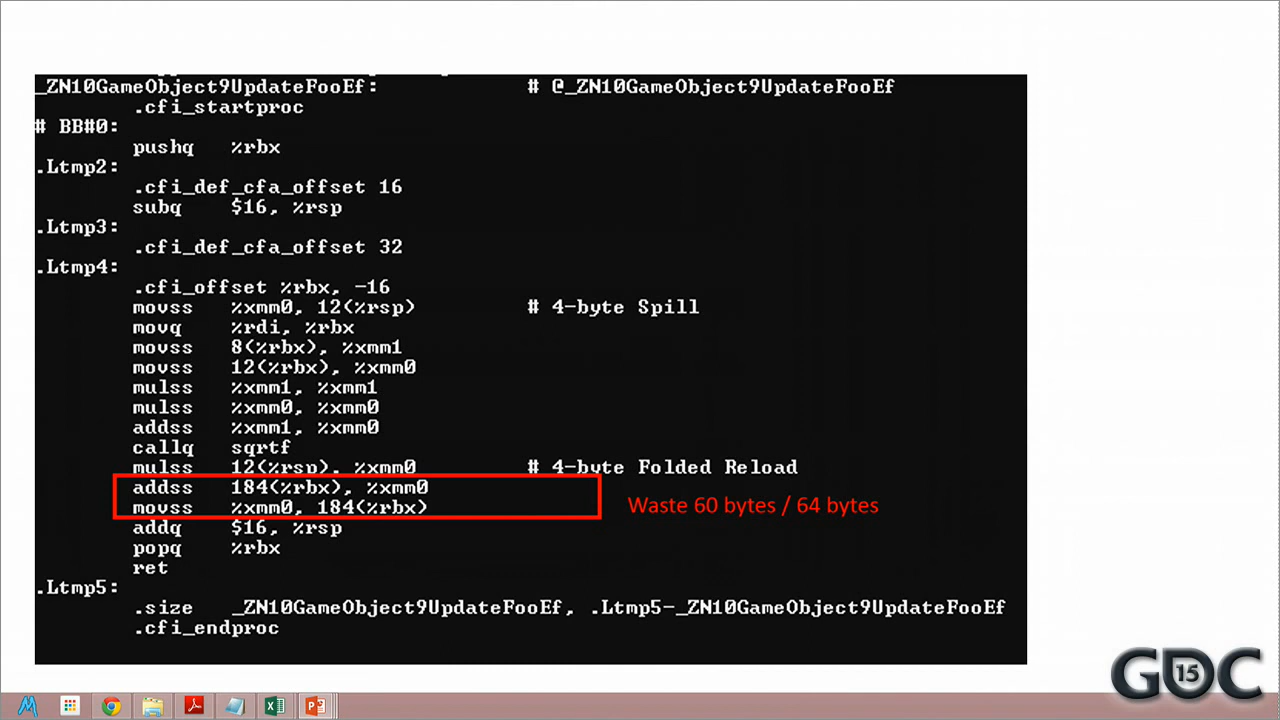 _ZN10GameObject9UpdateFooEf: # @_ZN10GameObject9UpdateFooEf
.cfi_startproc
# BB#0:
pushq %rbx
.Ltmp2:
.cfi_def_cfa_offset 16
subq $16, %rsp
.Ltmp3:
.cfi_def_cfa_offset 32
.Ltmp4:
.cfi_offset %rbx, -16
movss %xmm0, 12(%rsp) # 4-byte Spill
movq %rdi, %rbx
movss 8(%rbx), %xmm1
movss 12(%rbx), %xmm0
mulss %xmm1, %xmm1
mulss %xmm0, %xmm0
addss %xmm1, %xmm0
callq sqrtf
mulss 12(%rsp), %xmm0 # 4-byte Folded Reload
addss 184(%rbx), %xmm0
movss %xmm0, 184(%rbx)
Waste 60 bytes / 64 bytes
addq $16, %rsp
popq %rbx
ret
.Ltmp5:
.size _ZN10GameObject9UpdateFooEf, .Ltmp5-_ZN10GameObject9UpdateFooEf
.cfi_endproc
GDC 15